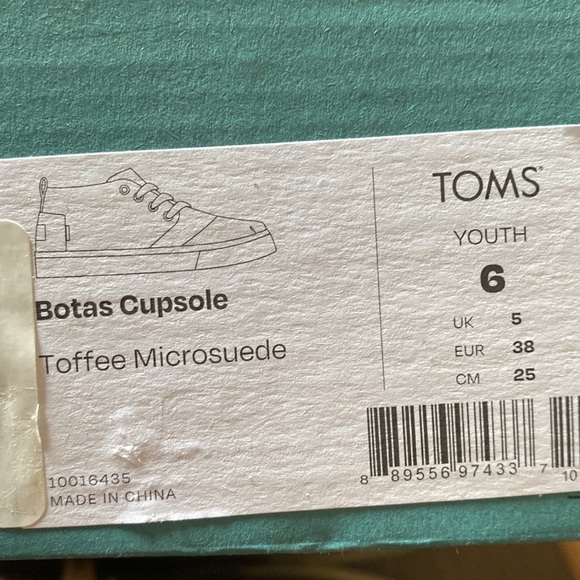 Botas Cupsole
Toffee Microsuede
10016435
MADE IN CHINA
TOMS®
YOUTH
6
UK 5
EUR 38
CM 25
8 89556 97433 7 10